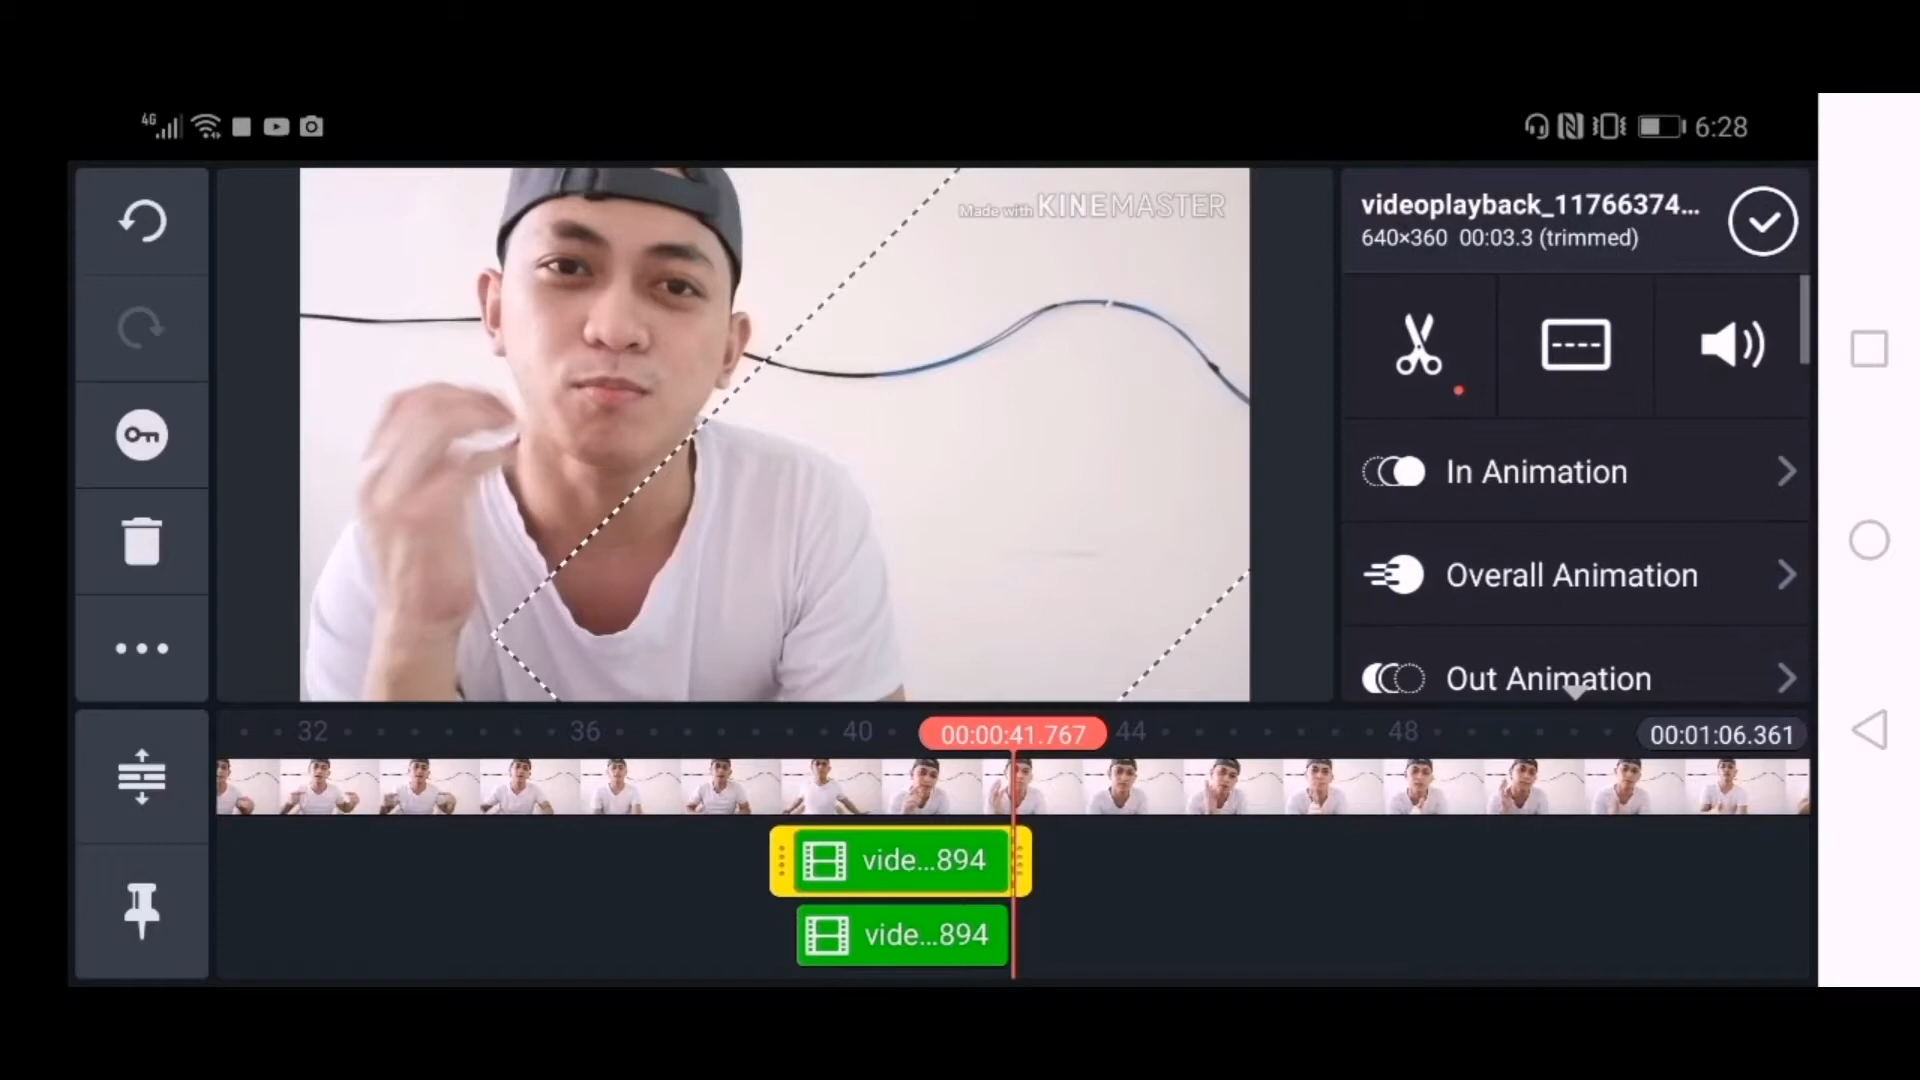 4G
6:28
Made with KINEMASTER
videoplayback_11766374...
640×360 00:03.3 (trimmed)
In Animation
Overall Animation
Out Animation
32 36 40 00:00:41.767 44 48 00:01:06.361
vide...894
vide...894